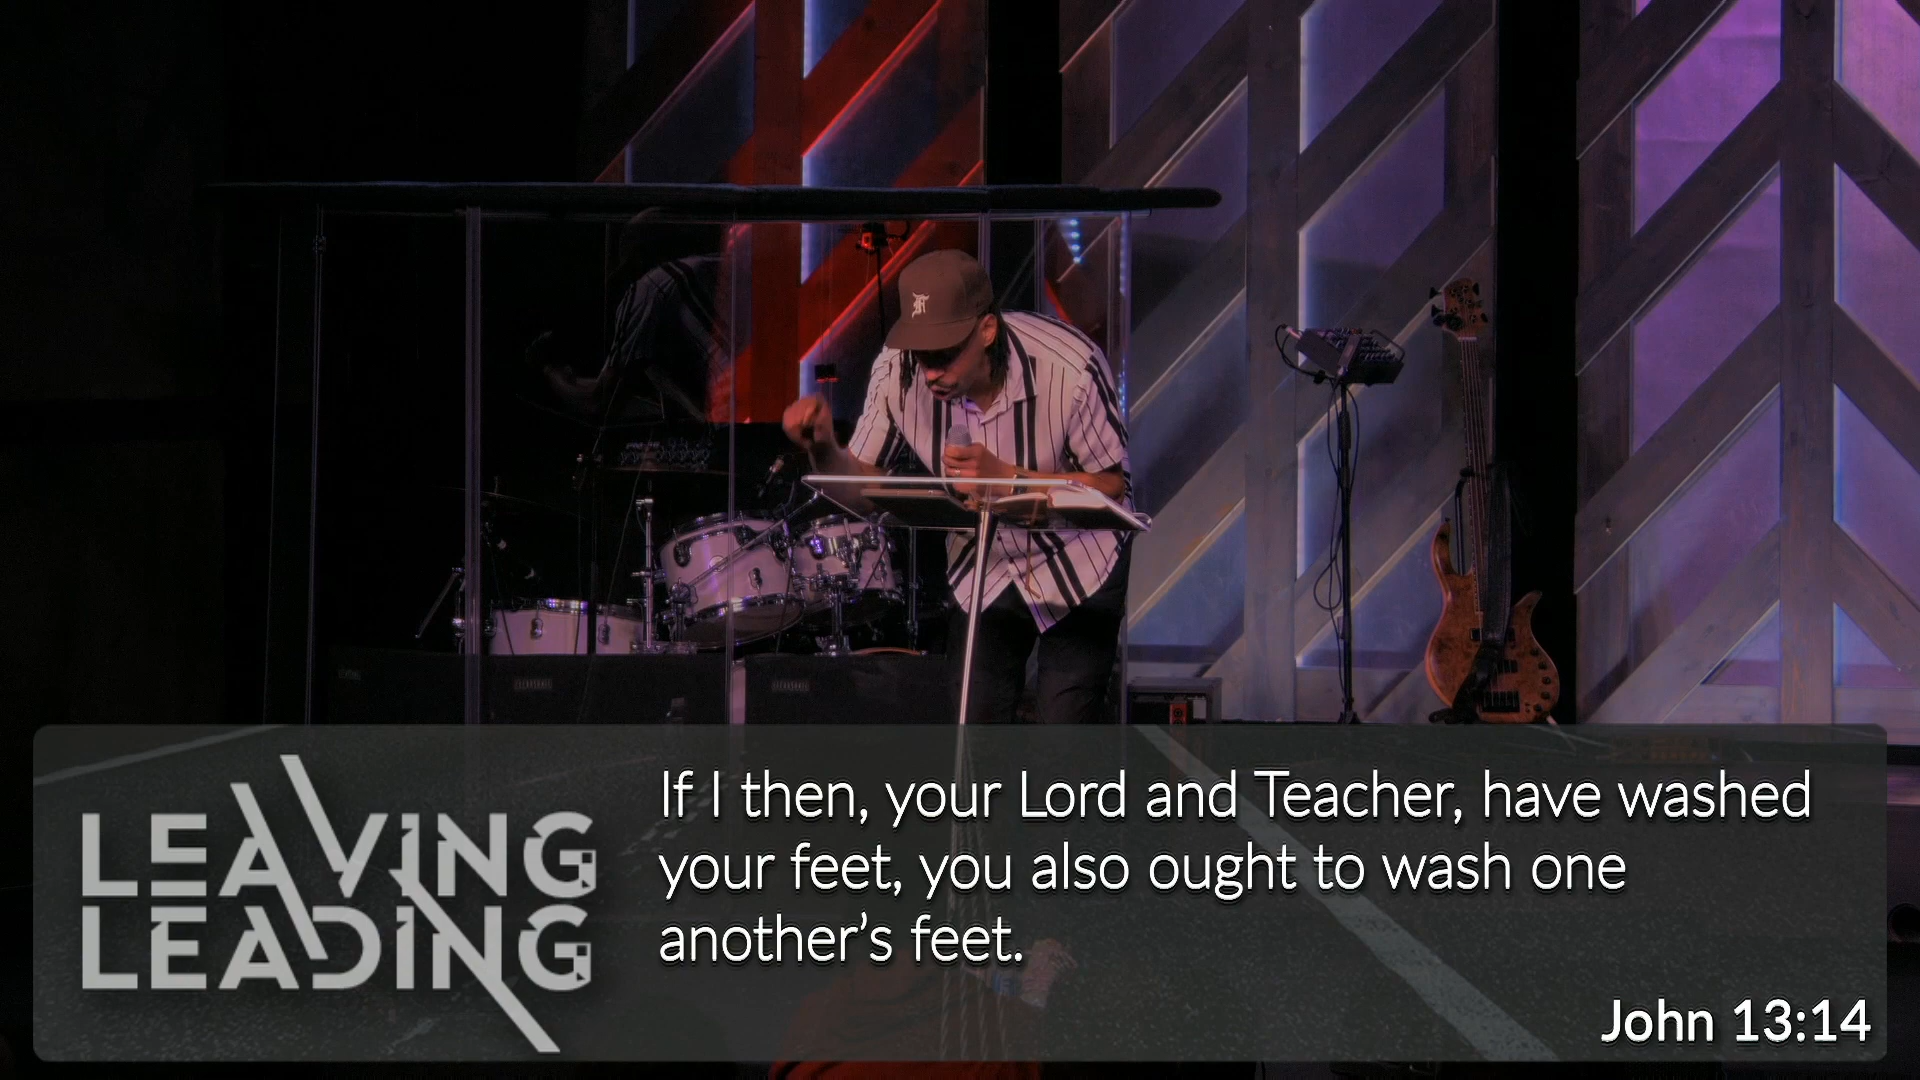 LEAVING
LEADING
If I then, your Lord and Teacher, have washed
your feet, you also ought to wash one
another’s feet.
John 13:14